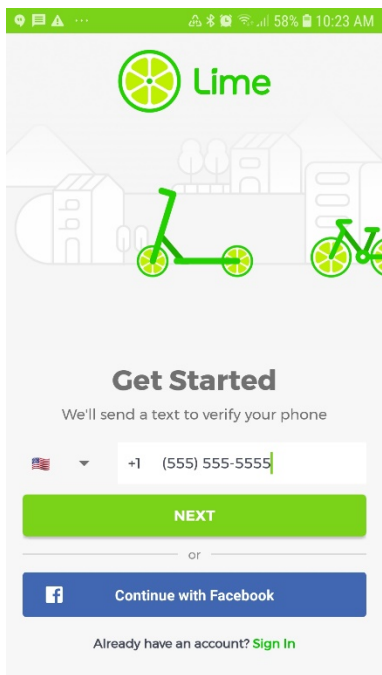 58% 10:23 AM
Lime
Get Started
We'll send a text to verify your phone
+1 (555) 555-5555
NEXT
or
Continue with Facebook
Already have an account? Sign In